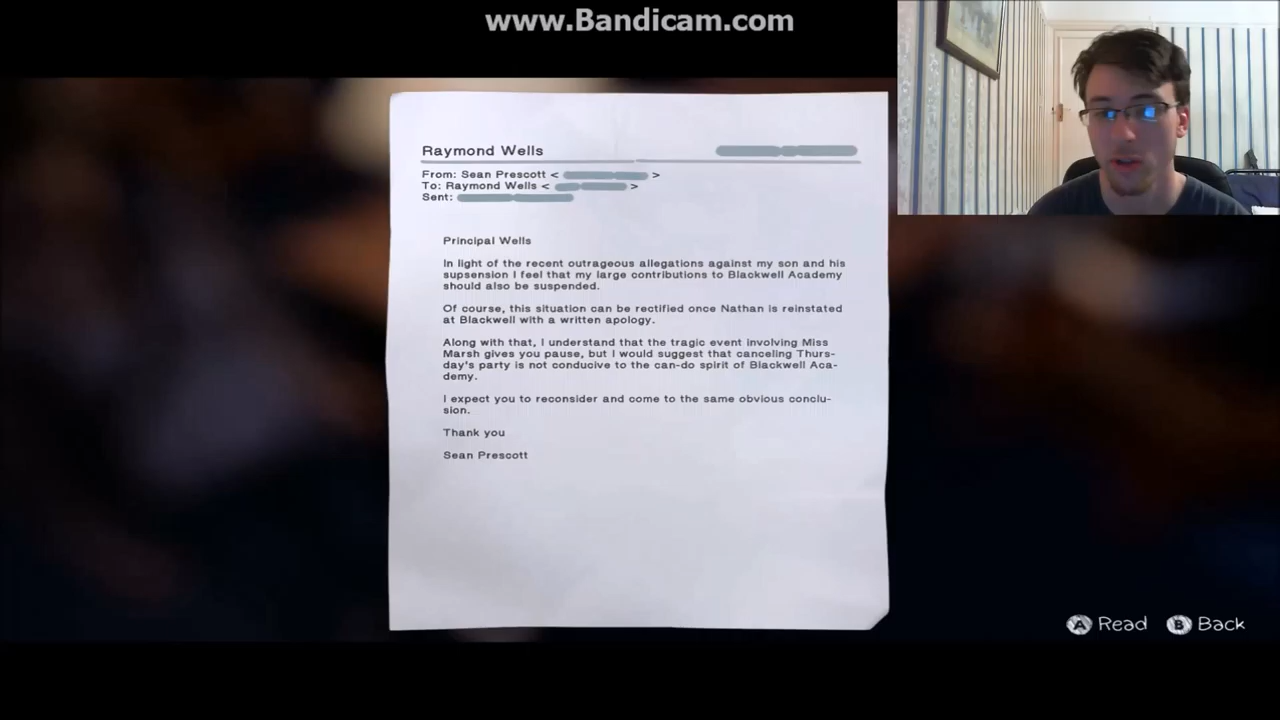 www.Bandicam.com
Raymond Wells
From: Sean Prescott < >
To: Raymond Wells < >
Sent:
Principal Wells
In light of the recent outrageous allegations against my son and his
supsension I feel that my large contributions to Blackwell Academy
should also be suspended.
Of course, this situation can be rectified once Nathan is reinstated
at Blackwell with a written apology.
Along with that, I understand that the tragic event involving Miss
Marsh gives you pause, but I would suggest that canceling Thurs-
day's party is not conducive to the can-do spirit of Blackwell Aca-
demy.
I expect you to reconsider and come to the same obvious conclu-
sion.
Thank you
Sean Prescott
A Read B Back